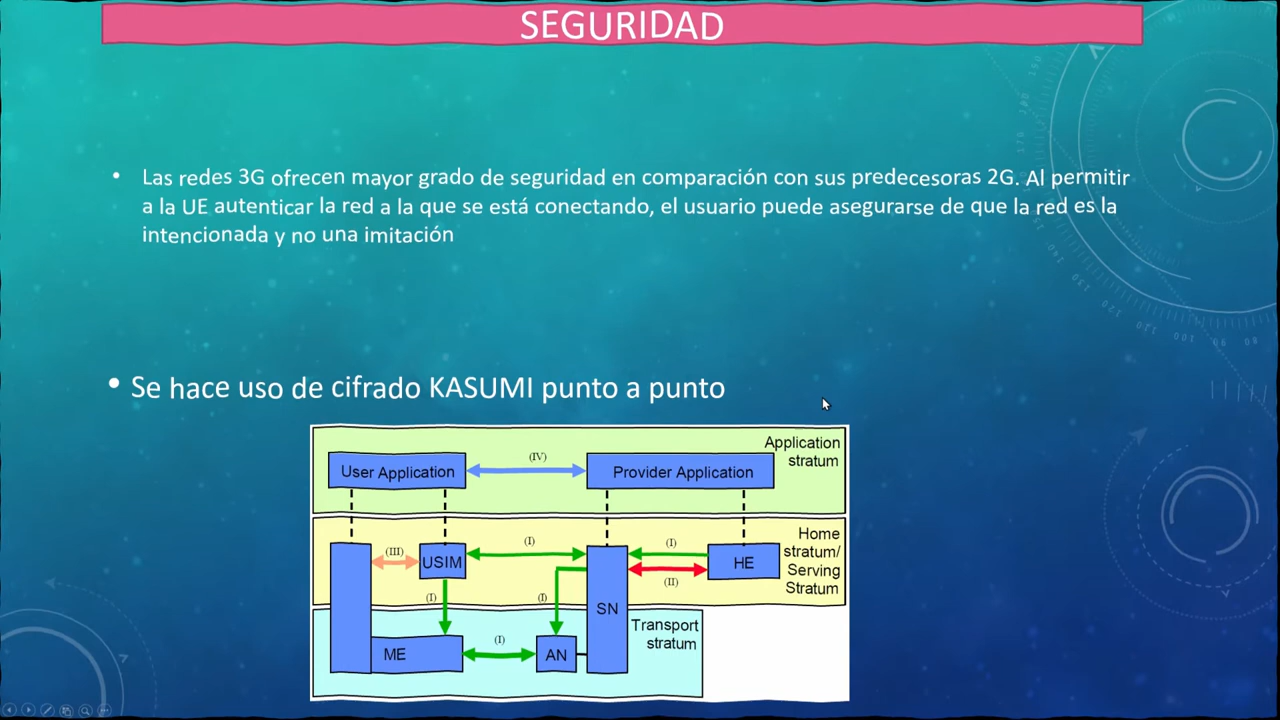 SEGURIDAD
• Las redes 3G ofrecen mayor grado de seguridad en comparación con sus predecesoras 2G. Al permitir
a la UE autenticar la red a la que se está conectando, el usuario puede asegurarse de que la red es la
intencionada y no una imitación
• Se hace uso de cifrado KASUMI punto a punto
Application
stratum
User Application
(IV)
Provider Application
Home
stratum/
Serving
Stratum
(III)
USIM
(I)
(I)
HE
(II)
(I)
(I)
SN
Transport
stratum
ME
(I)
AN